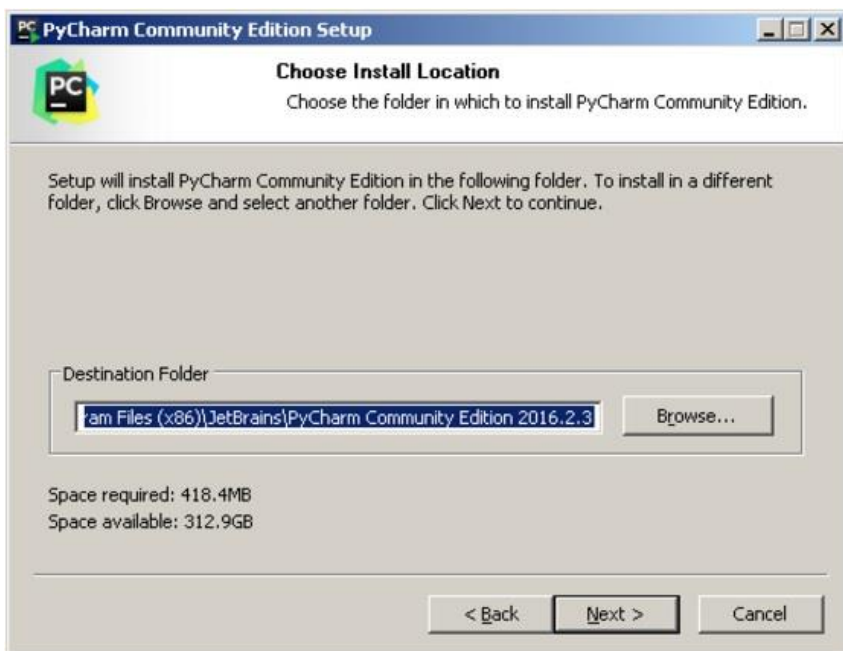 PyCharm Community Edition Setup
PC
Choose Install Location
Choose the folder in which to install PyCharm Community Edition.
Setup will install PyCharm Community Edition in the following folder. To install in a different
folder, click Browse and select another folder. Click Next to continue.
Destination Folder
ram Files (x86)\JetBrains\PyCharm Community Edition 2016.2.3
Browse...
Space required: 418.4MB
Space available: 312.9GB
< Back Next > Cancel